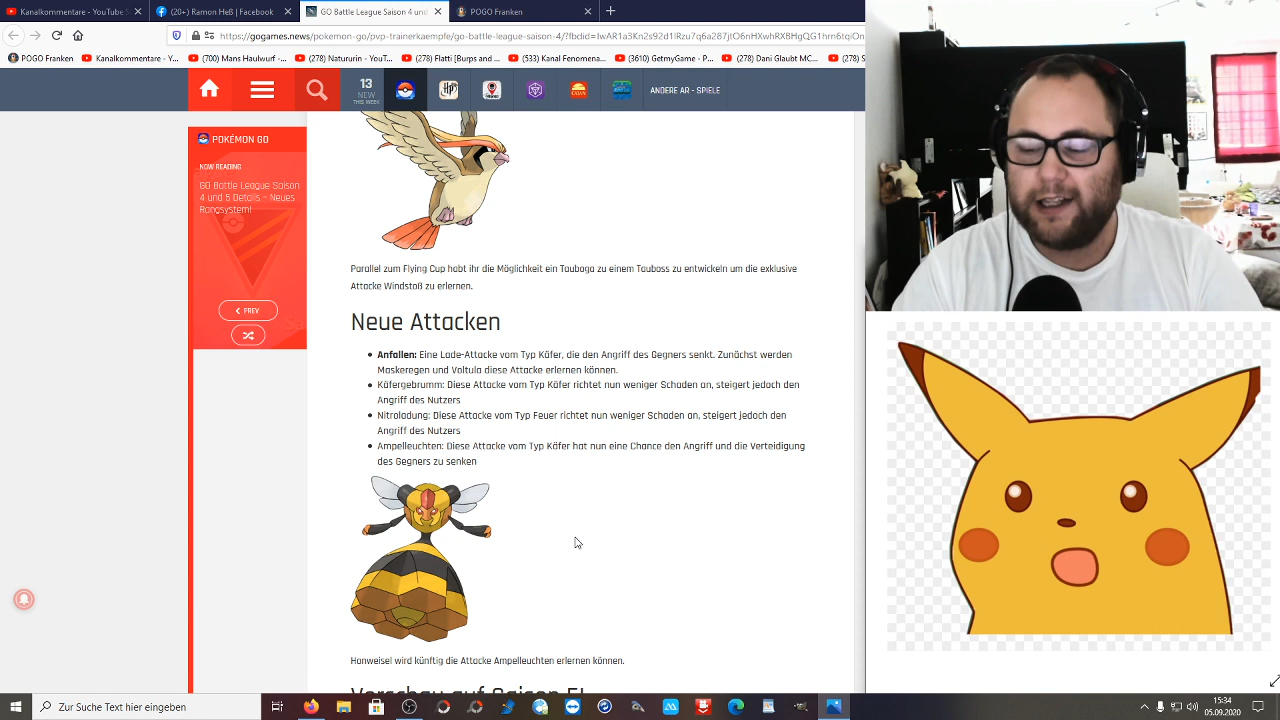 Kanalkommentare - YouTube S
(20+) Ramon Heß | Facebook
GO Battle League Saison 4 und
POGO Franken
https://gogames.news/pokemon-go/pvp-trainerkaempfe/go-battle-league-saison-4/?fbclid=
POGO Franken
Kanalkommentare - Y...
(700) Mans Haulwurf - ...
(278) Naturaurin - YouT...
(278) Flatti [Burps and ...
(533) Kanal Fenomena...
(3610) GetmyGame - Y...
(278) Dani Glaubt MC...
(278) S
13
NEW
THIS WEEK
ANDERE AR - SPIELE
POKÉMON GO
NOW READING
GO Battle League Saison
4 und 5 Details – Neues
Rangsystem!
PREV
Parallel zum Flying Cup habt ihr die Möglichkeit ein Tauboga zu einem Tauboss zu entwickeln um die exklusive
Attacke Windstoß zu erlernen.
Neue Attacken
Anfallen: Eine Lade-Attacke vom Typ Käfer, die den Angriff des Gegners senkt. Zunächst werden
Maskeregen und Voltula diese Attacke erlernen können.
Käfergebrumm: Diese Attacke vom Typ Käfer richtet nun weniger Schaden an, steigert jedoch den
Angriff des Nutzers
Nitroladung: Diese Attacke vom Typ Feuer richtet nun weniger Schaden an, steigert jedoch den
Angriff des Nutzers
Ampelleuchten: Diese Attacke vom Typ Käfer hat nun eine Chance den Angriff und die Verteidigung
des Gegners zu senken
Honweisel wird künftig die Attacke Ampelleuchten erlernen können.
Vorschau auf Saison 5!
Zur Suche Text hier eingeben
15:34
05.09.2020